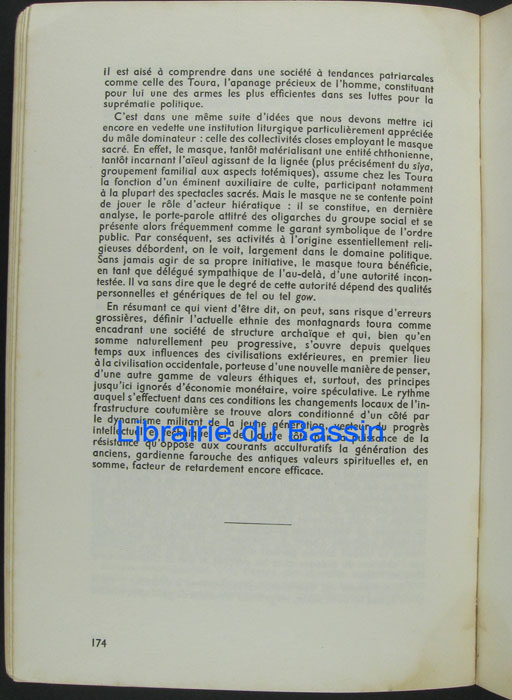 il est aisé à comprendre dans une société à tendances patriarcales
comme celle des Toura, l'apanage précieux de l'homme, constituant
pour lui une des armes les plus efficientes dans ses luttes pour la
suprématie politique.
C'est dans une même suite d'idées que nous devons mettre ici
encore en vedette une institution liturgique particulièrement appréciée
du mâle dominateur : celle des collectivités closes employant le masque
sacré. En effet, le masque, tantôt matérialisant une entité chthonienne,
tantôt incarnant l'aïeul agissant de la lignée (plus précisément du sîya,
groupement familial aux aspects totémiques), assume chez les Toura
la fonction d'un éminent auxiliaire de culte, participant notamment
à la plupart des spectacles sacrés. Mais le masque ne se contente point
de jouer le rôle d'acteur hiératique : il se constitue, en dernière
analyse, le porte-parole attitré des oligarches du groupe social et se
présente alors fréquemment comme le garant symbolique de l'ordre
public. Par conséquent, ses activités à l'origine essentiellement reli-
gieuses débordent, on le voit, largement dans le domaine politique.
Sans jamais agir de sa propre initiative, le masque toura bénéficie,
en tant que délégué sympathique de l'au-delà, d'une autorité incon-
testée. Il va sans dire que le degré de cette autorité dépend des qualités
personnelles et génériques de tel ou tel gow.
En résumant ce qui vient d'être dit, on peut, sans risque d'erreurs
grossières, définir l'actuelle ethnie des montagnards toura comme
encadrant une société de structure archaïque et qui, bien qu'en
somme naturellement peu progressive, s'ouvre depuis quelques
temps aux influences des civilisations extérieures, en premier lieu
à la civilisation occidentale, porteuse d'une nouvelle manière de penser,
d'une autre gamme de valeurs éthiques et, surtout, des principes
jusqu'ici ignorés d'économie monétaire, voire spéculative. Le rythme
auquel s'effectuent dans ces conditions les changements locaux de l'in-
frastructure coutumière se trouve alors conditionné d'un côté par
le dynamisme militant de la jeune génération, vecteur du progrès
intellectuel
Librairie du Bassin
résistance qu'oppose aux courants acculturatifs la génération des
anciens, gardienne farouche des antiques valeurs spirituelles et, en
somme, facteur de retardement encore efficace.
174